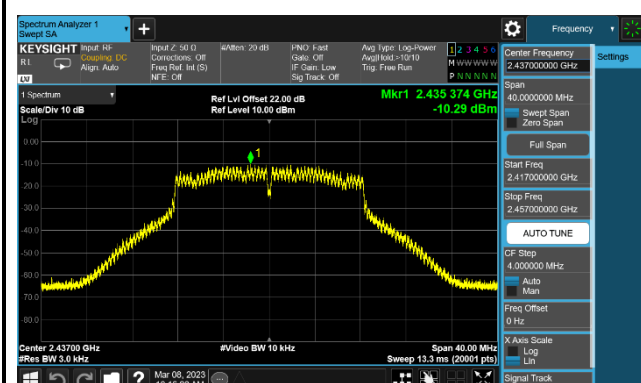 Spectrum Analyzer 1
Swept SA
Frequency
KEYSIGHT
RL
Input: RF
Coupling: DC
Align: Auto
Input Z: 50 Ω
Corrections: Off
Freq Ref: Int (S)
NFE: Off
#Atten: 20 dB
PNO: Fast
Gate: Off
IF Gain: Low
Sig Track: Off
Avg Type: Log-Power
Avg|Hold:>10/10
Trig: Free Run
1 2 3 4 5 6
M W W W W W
P N N N N N
LXI
1 Spectrum
Scale/Div 10 dB
Log
Ref Lvl Offset 22.00 dB
Ref Level 10.00 dBm
Mkr1 2.435 374 GHz
-10.29 dBm
1
0.00
-10.0
-20.0
-30.0
-40.0
-50.0
-60.0
-70.0
-80.0
Center 2.43700 GHz
#Res BW 3.0 kHz
#Video BW 10 kHz
Span 40.00 MHz
Sweep 13.3 ms (20001 pts)
Mar 08, 2023
Center Frequency
2.437000000 GHz
Span
40.0000000 MHz
Swept Span
Zero Span
Full Span
Start Freq
2.417000000 GHz
Stop Freq
2.457000000 GHz
AUTO TUNE
CF Step
4.000000 MHz
Auto
Man
Freq Offset
0 Hz
X Axis Scale
Log
Lin
Signal Track
Settings